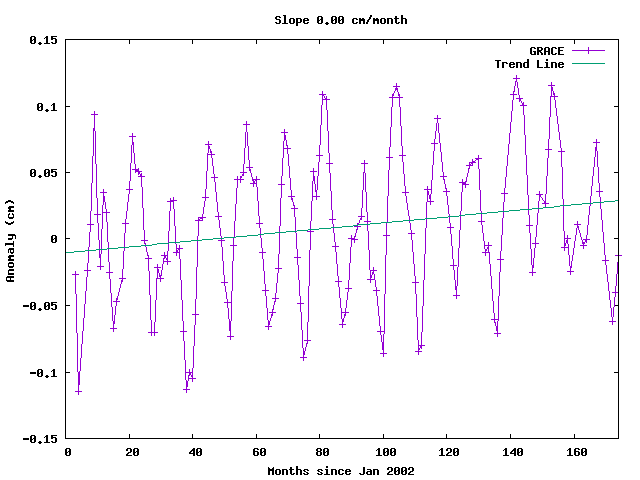 Slope 0.00 cm/month
0.15
0.1
0.05
0
-0.05
-0.1
-0.15
Anomaly (cm)
GRACE
Trend Line
0 20 40 60 80 100 120 140 160
Months since Jan 2002